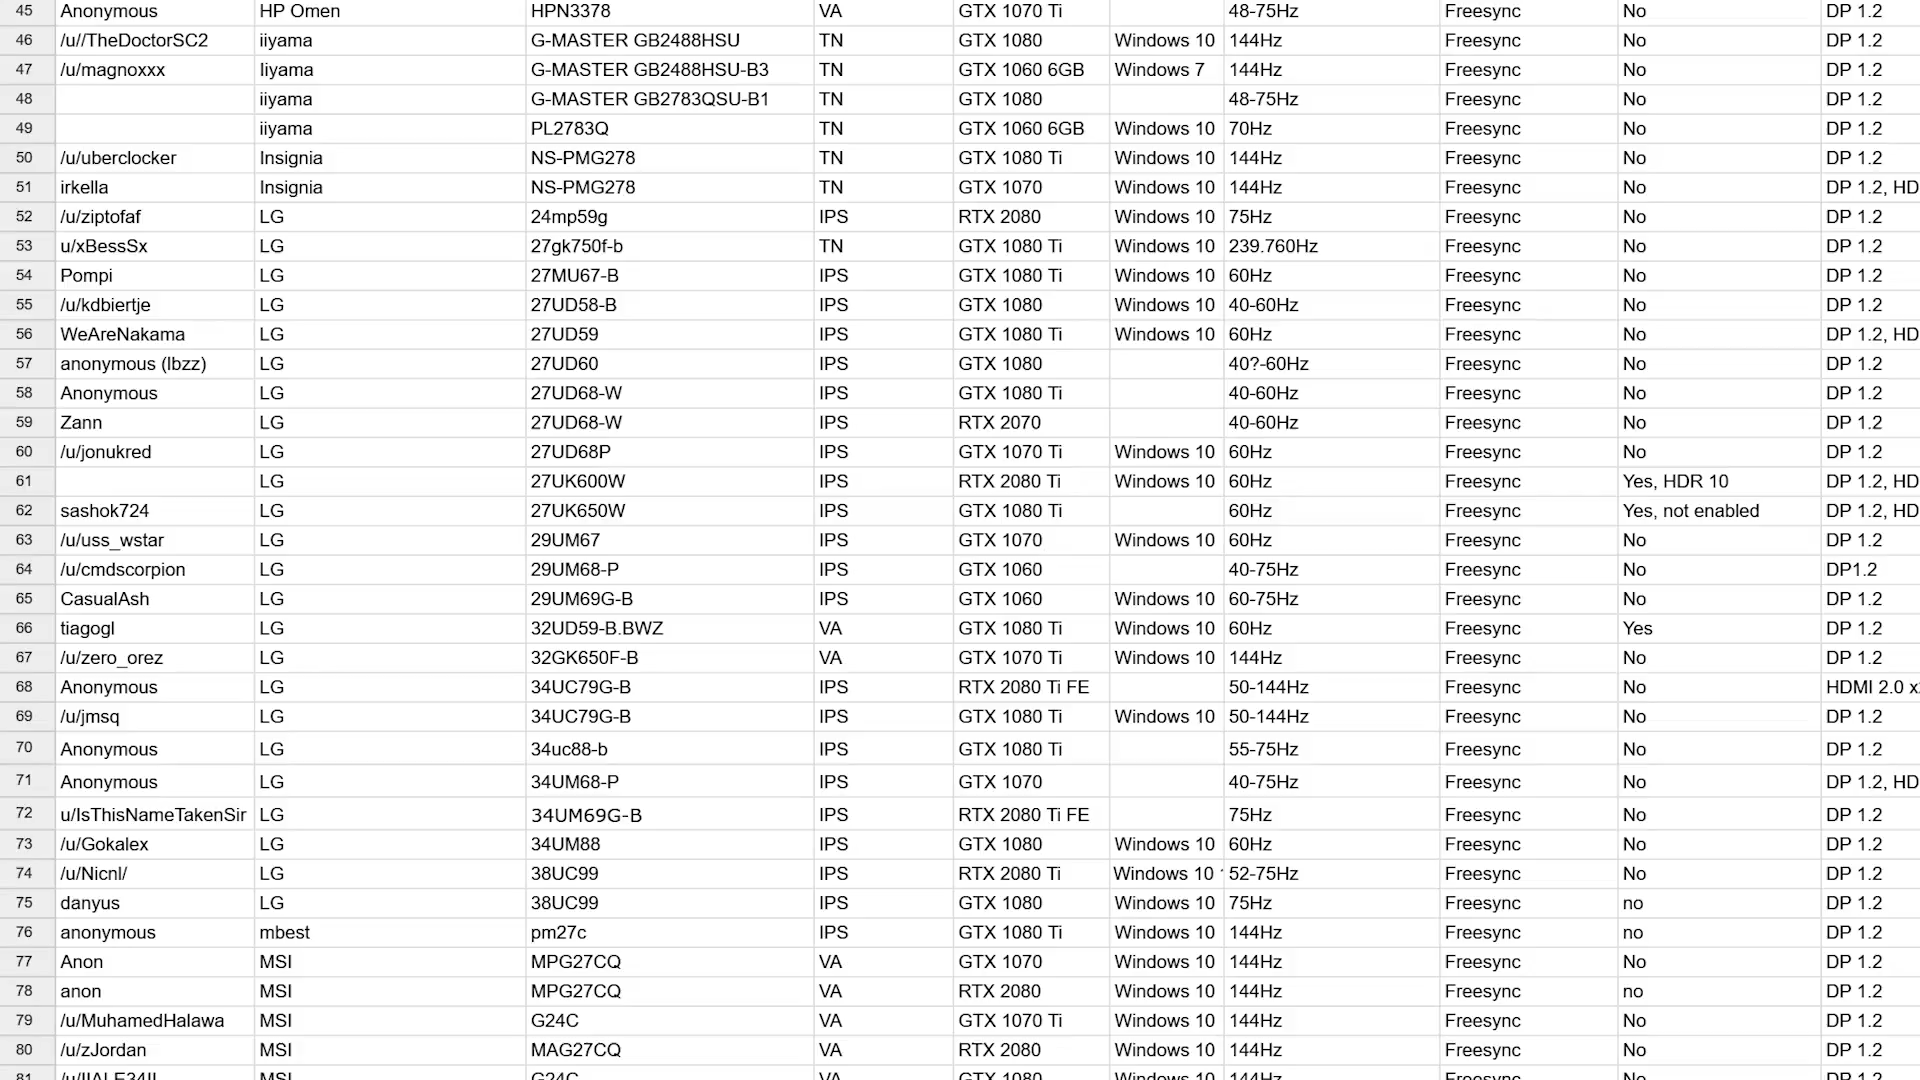 45 Anonymous HP Omen HPN3378 VA GTX 1070 Ti 48-75Hz Freesync No DP 1.2
46 /u//TheDoctorSC2 iiyama G-MASTER GB2488HSU TN GTX 1080 Windows 10 144Hz Freesync No DP 1.2
47 /u/magnoxxx Iiyama G-MASTER GB2488HSU-B3 TN GTX 1060 6GB Windows 7 144Hz Freesync No DP 1.2
48 iiyama G-MASTER GB2783QSU-B1 TN GTX 1080 48-75Hz Freesync No DP 1.2
49 iiyama PL2783Q TN GTX 1060 6GB Windows 10 70Hz Freesync No DP 1.2
50 /u/uberclocker Insignia NS-PMG278 TN GTX 1080 Ti Windows 10 144Hz Freesync No DP 1.2
51 irkella Insignia NS-PMG278 TN GTX 1070 Windows 10 144Hz Freesync No DP 1.2, HD
52 /u/ziptofaf LG 24mp59g IPS RTX 2080 Windows 10 75Hz Freesync No DP 1.2
53 u/xBessSx LG 27gk750f-b TN GTX 1080 Ti Windows 10 239.760Hz Freesync No DP 1.2
54 Pompi LG 27MU67-B IPS GTX 1080 Ti Windows 10 60Hz Freesync No DP 1.2
55 /u/kdbiertje LG 27UD58-B IPS GTX 1080 Windows 10 40-60Hz Freesync No DP 1.2
56 WeAreNakama LG 27UD59 IPS GTX 1080 Ti Windows 10 60Hz Freesync No DP 1.2, HD
57 anonymous (lbzz) LG 27UD60 IPS GTX 1080 40?-60Hz Freesync No DP 1.2
58 Anonymous LG 27UD68-W IPS GTX 1080 Ti 40-60Hz Freesync No DP 1.2
59 Zann LG 27UD68-W IPS RTX 2070 40-60Hz Freesync No DP 1.2
60 /u/jonukred LG 27UD68P IPS GTX 1070 Ti Windows 10 60Hz Freesync No DP 1.2
61 LG 27UK600W IPS RTX 2080 Ti Windows 10 60Hz Freesync Yes, HDR 10 DP 1.2, HD
62 sashok724 LG 27UK650W IPS GTX 1080 Ti 60Hz Freesync Yes, not enabled DP 1.2, HD
63 /u/uss_wstar LG 29UM67 IPS GTX 1070 Windows 10 60Hz Freesync No DP 1.2
64 /u/cmdscorpion LG 29UM68-P IPS GTX 1060 40-75Hz Freesync No DP1.2
65 CasualAsh LG 29UM69G-B IPS GTX 1060 Windows 10 60-75Hz Freesync No DP 1.2
66 tiagogl LG 32UD59-B.BWZ VA GTX 1080 Ti Windows 10 60Hz Freesync Yes DP 1.2
67 /u/zero_orez LG 32GK650F-B VA GTX 1070 Ti Windows 10 144Hz Freesync No DP 1.2
68 Anonymous LG 34UC79G-B IPS RTX 2080 Ti FE 50-144Hz Freesync No HDMI 2.0 x
69 /u/jmsq LG 34UC79G-B IPS GTX 1080 Ti Windows 10 50-144Hz Freesync No DP 1.2
70 Anonymous LG 34uc88-b IPS GTX 1080 Ti 55-75Hz Freesync No DP 1.2
71 Anonymous LG 34UM68-P IPS GTX 1070 40-75Hz Freesync No DP 1.2, HD
72 u/IsThisNameTakenSir LG 34UM69G-B IPS RTX 2080 Ti FE 75Hz Freesync No DP 1.2
73 /u/Gokalex LG 34UM88 IPS GTX 1080 Windows 10 60Hz Freesync No DP 1.2
74 /u/Nicnl/ LG 38UC99 IPS RTX 2080 Ti Windows 10 52-75Hz Freesync No DP 1.2
75 danyus LG 38UC99 IPS GTX 1080 Windows 10 75Hz Freesync no DP 1.2
76 anonymous mbest pm27c IPS GTX 1080 Ti Windows 10 144Hz Freesync no DP 1.2
77 Anon MSI MPG27CQ VA GTX 1070 Windows 10 144Hz Freesync No DP 1.2
78 anon MSI MPG27CQ VA RTX 2080 Windows 10 144Hz Freesync no DP 1.2
79 /u/MuhamedHalawa MSI G24C VA GTX 1070 Ti Windows 10 144Hz Freesync No DP 1.2
80 /u/zJordan MSI MAG27CQ VA RTX 2080 Windows 10 144Hz Freesync No DP 1.2
81 MSI G24C VA GTX 1080 Windows 10 144Hz Freesync No DP 1.2